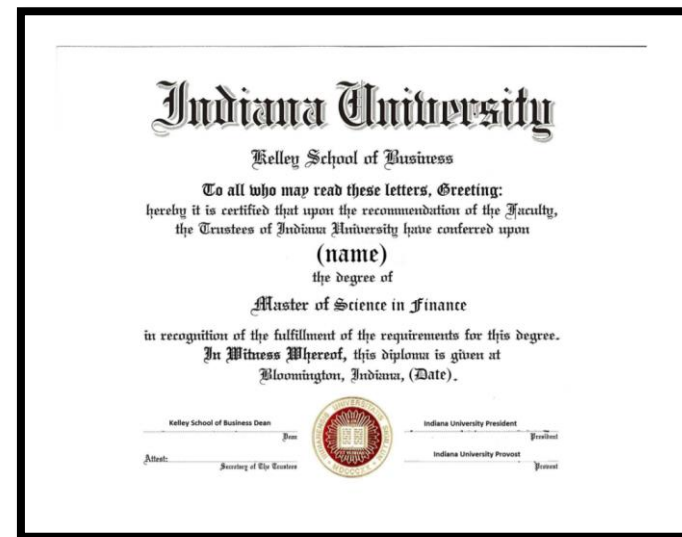 Indiana University
Kelley School of Business
To all who may read these letters, Greeting:
hereby it is certified that upon the recommendation of the Faculty,
the Trustees of Indiana University have conferred upon
(name)
the degree of
Master of Science in Finance
in recognition of the fulfillment of the requirements for this degree.
In Witness Whereof, this diploma is given at
Bloomington, Indiana, (Date).
Kelley School of Business Dean
Dean
Attest:
Secretary of The Trustees
Indiana University President
President
Indiana University Provost
Provost